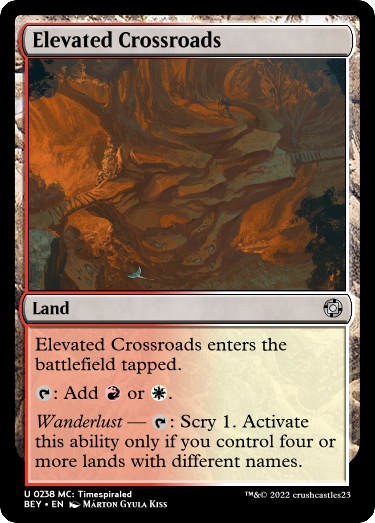 Elevated Crossroads
Land
Elevated Crossroads enters the
battlefield tapped.
: Add or .
Wanderlust — : Scry 1. Activate
this ability only if you control four or
more lands with different names.
U 0238 MC: Timespiraled
BEY • EN Márton Gyula Kiss
™&© 2022 crushcastles23